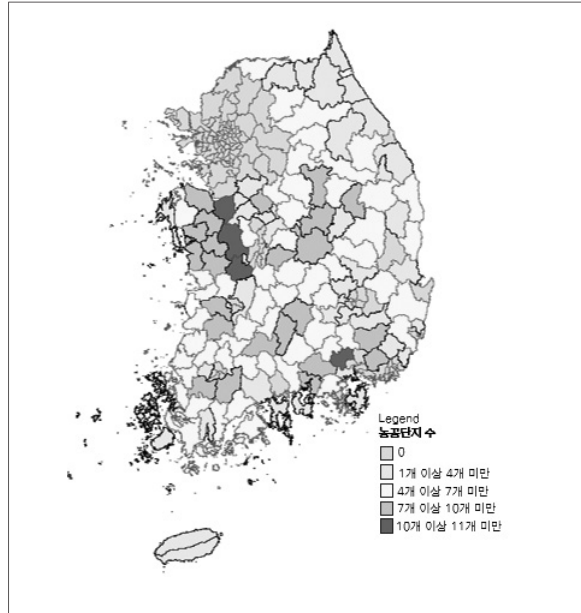 Legend
농공단지 수
0
1개 이상 4개 미만
4개 이상 7개 미만
7개 이상 10개 미만
10개 이상 11개 미만